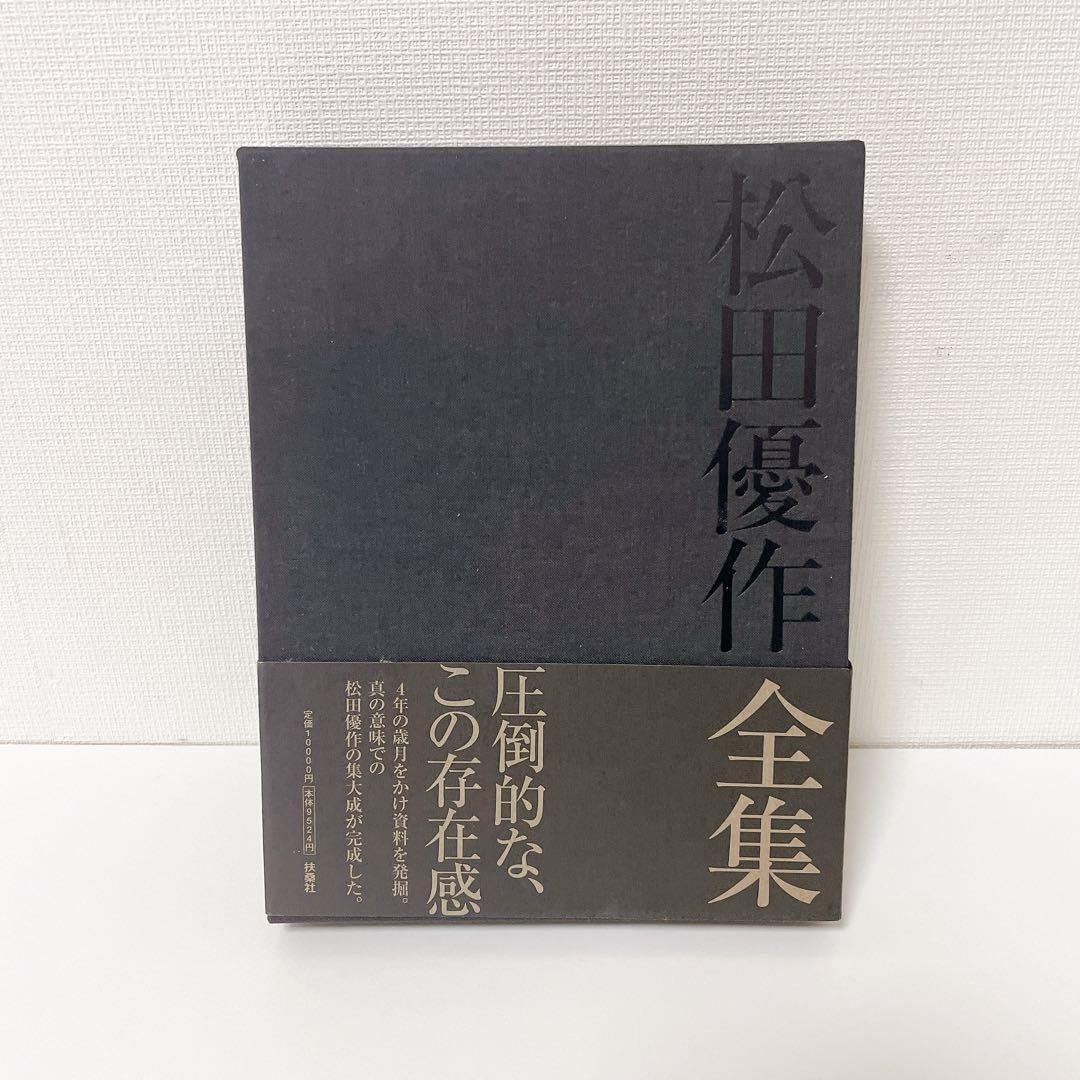 松田優作全集
圧倒的な、
この存在感
4年の歳月をかけ資料を発掘。
真の意味での
松田優作の集大成が完成した。
定価10000円 本体9524円 扶桑社